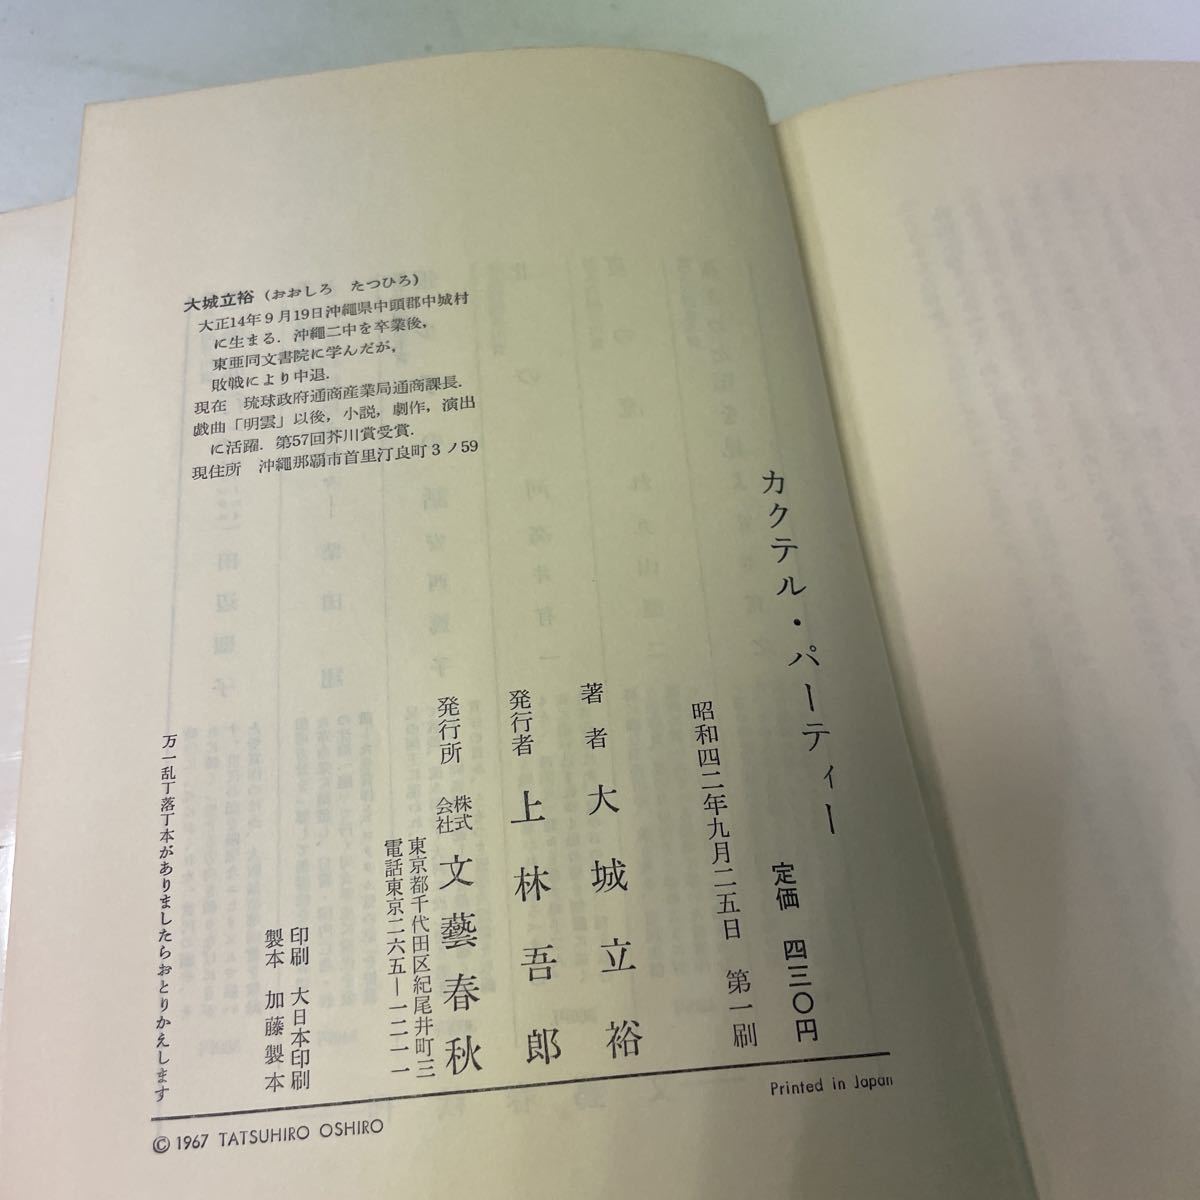 大城立裕(おおしろ　たつひろ)
大正14年9月19日沖縄県中頭郡中城村
に生まる．沖縄二中を卒業後，
東亜同文書院に学んだが，
敗戦により中退．
現在　琉球政府通商産業局通商課長．
戯曲「明雲」以後，小説，劇作，演出
に活躍．第57回芥川賞受賞．
現住所　沖縄那覇市首里汀良町3ノ59
カクテル・パーティー
定価　四三〇円
昭和四二年九月二五日　第一刷
著者　大城立裕
発行者　上林吾郎
発行所　株式会社　文藝春秋
東京都千代田区紀尾井町三
電話東京二六五―一二一一
印刷　大日本印刷
製本　加藤製本
万一乱丁落丁本がありましたらおとりかえします
Printed in Japan
© 1967 TATSUHIRO OSHIRO